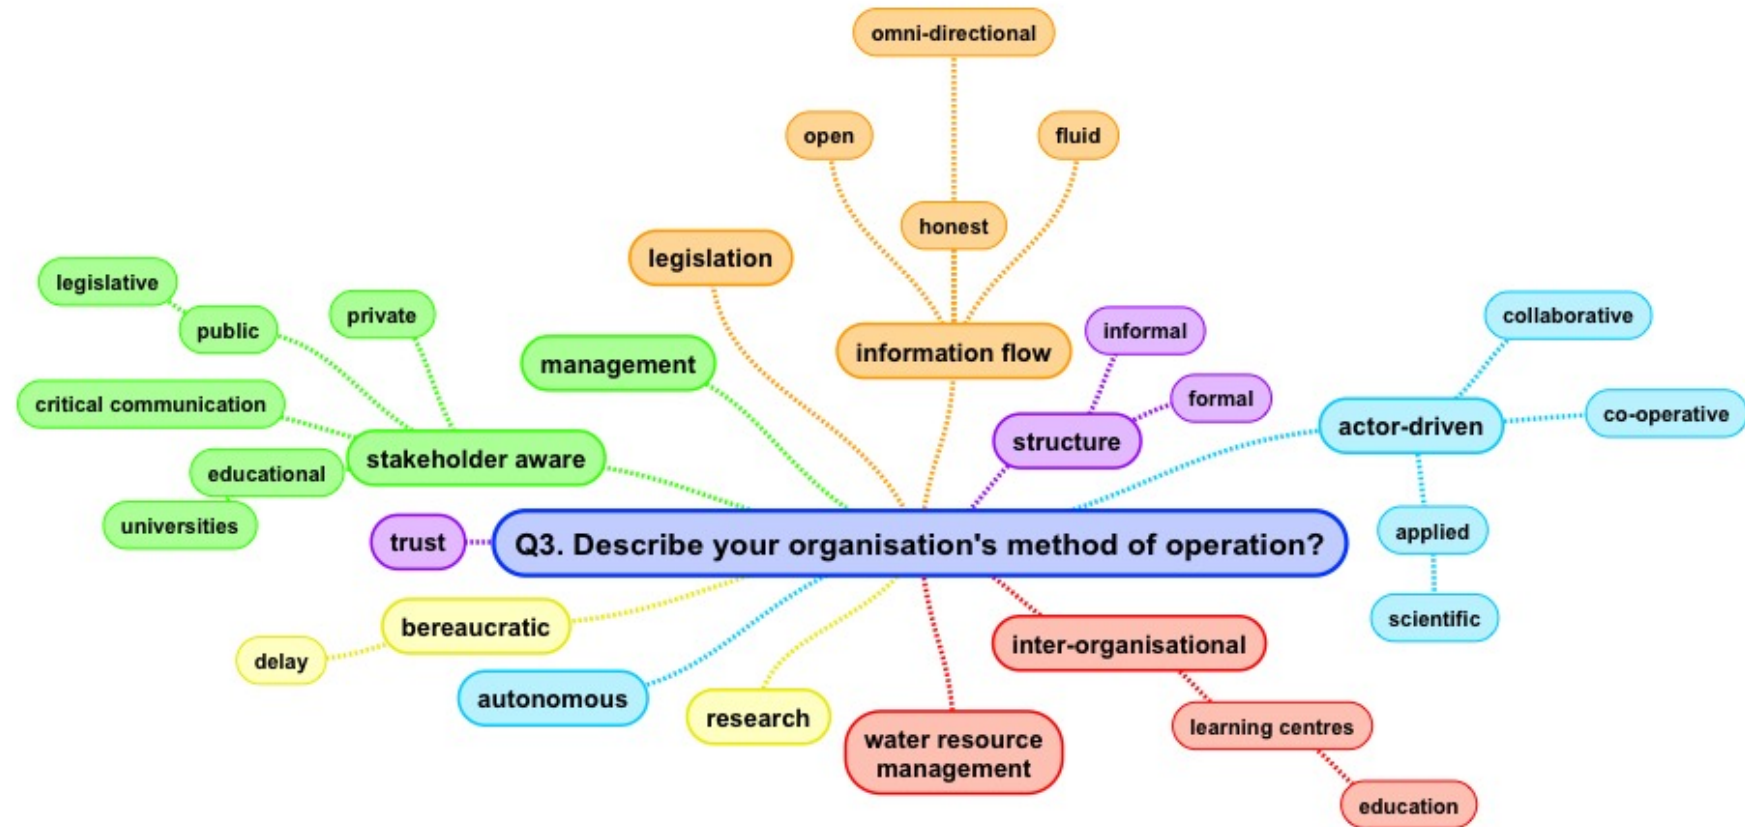 omni-directional
open
fluid
honest
legislation
information flow
legislative
public
private
management
critical communication
stakeholder aware
educational
universities
informal
formal
structure
collaborative
co-operative
actor-driven
applied
scientific
trust
Q3. Describe your organisation's method of operation?
bereaucratic
delay
autonomous
research
water resource
management
inter-organisational
learning centres
education